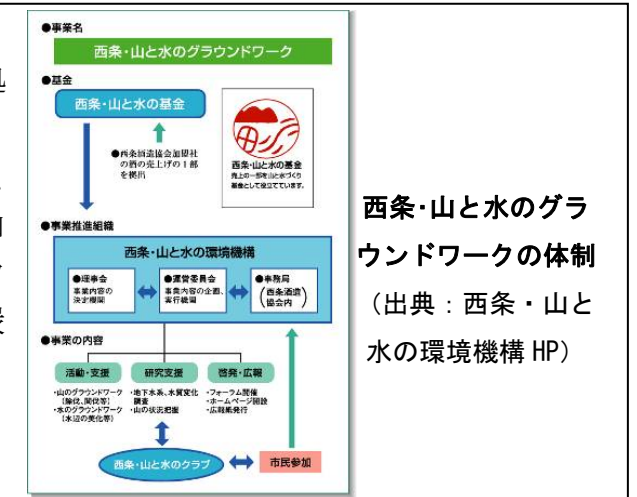 ●事業名
西条・山と水のグラウンドワーク
●基金
西条・山と水の基金
●西条酒造協会加盟社
の酒の売上げの1部
を拠出
西条・山と水の基金
売上の一部を山と水づくり
基金として役立てています。
●事業推進組織
西条・山と水の環境機構
●理事会
事業内容の
決定機関
●運営委員会
事業内容の企画、
実行機関
●事務局
(西条酒造
協会内)
●事業の内容
活動・支援
・山のグラウンドワーク
(除伐、間伐等)
・水のグラウンドワーク
(水辺の美化等)
研究支援
・地下水系、水質変化
調査
・山の状況把握
啓発・広報
・フォーラム開催
・ホームページ開設
・広報紙発行
西条・山と水のクラブ
市民参加
西条・山と水のグラ
ウンドワークの体制
(出典：西条・山と
水の環境機構 HP)